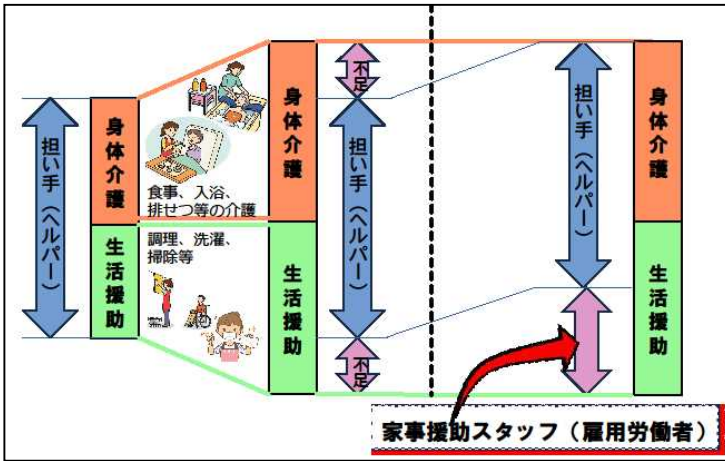 担い手（ヘルパー）
身体介護
生活援助
食事、入浴、
排せつ等の介護
調理、洗濯、
掃除等
身体介護
生活援助
不足
担い手（ヘルパー）
不足
担い手（ヘルパー）
身体介護
生活援助
家事援助スタッフ（雇用労働者）